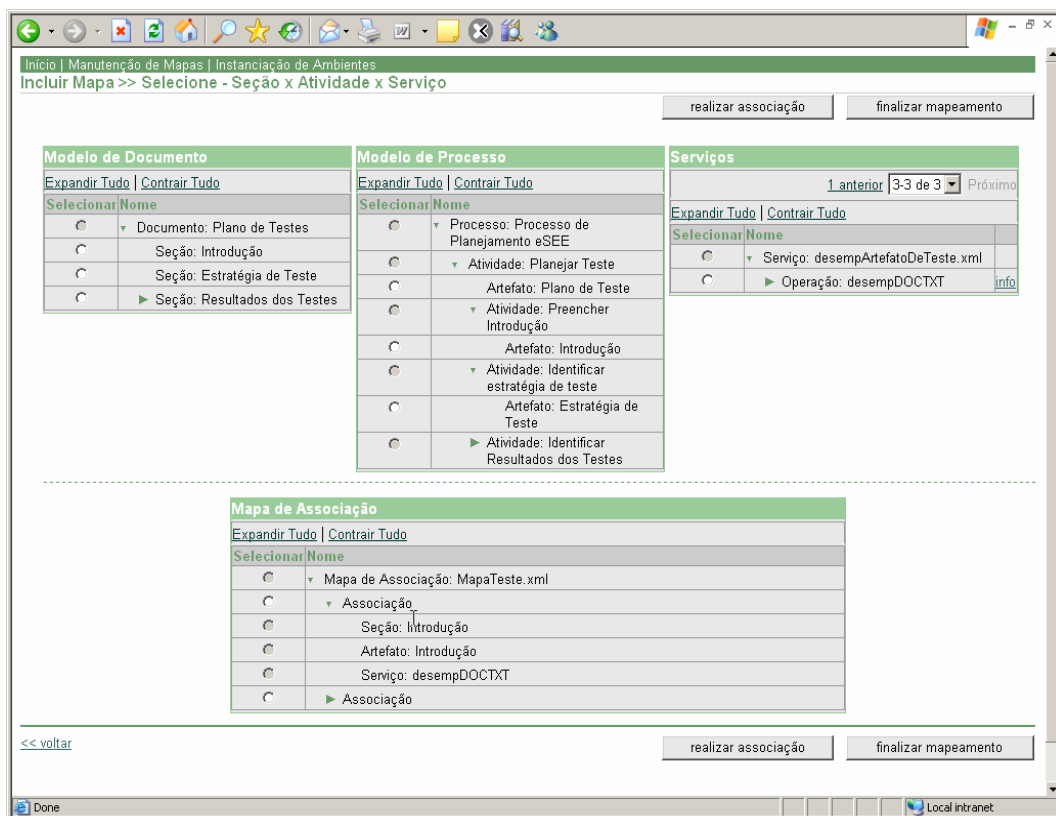 Início | Manutenção de Mapas | Instanciação de Ambientes
Incluir Mapa >> Selecione - Seção x Atividade x Serviço
realizar associação finalizar mapeamento
Modelo de Documento
Expandir Tudo | Contrair Tudo
Selecionar Nome
Documento: Plano de Testes
Seção: Introdução
Seção: Estratégia de Teste
Seção: Resultados dos Testes
Modelo de Processo
Expandir Tudo | Contrair Tudo
Selecionar Nome
Processo: Processo de
Planejamento eSEE
Atividade: Planejar Teste
Artefato: Plano de Teste
Atividade: Preencher
Introdução
Artefato: Introdução
Atividade: Identificar
estratégia de teste
Artefato: Estratégia de
Teste
Atividade: Identificar
Resultados dos Testes
Serviços
1 anterior 3-3 de 3 Próximo
Expandir Tudo | Contrair Tudo
Selecionar Nome
Serviço: desempArtefatoDeTeste.xml
Operação: desempDOCTXT info
Mapa de Associação
Expandir Tudo | Contrair Tudo
Selecionar Nome
Mapa de Associação: MapaTeste.xml
Associação
Seção: Introdução
Artefato: Introdução
Serviço: desempDOCTXT
Associação
<< voltar
realizar associação finalizar mapeamento
Done Local intranet